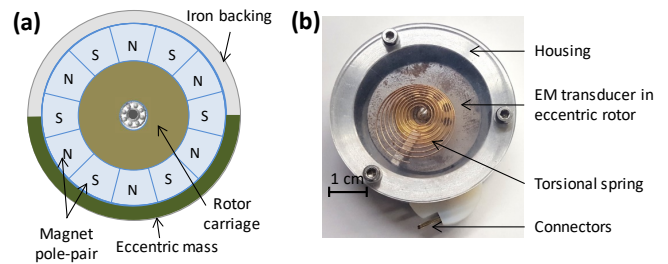 (a)
Iron backing
N
S S
N N
S S
N N
S S
N
Magnet
pole-pair
Eccentric mass
Rotor
carriage
(b)
1 cm
Housing
EM transducer in
eccentric rotor
Torsional spring
Connectors